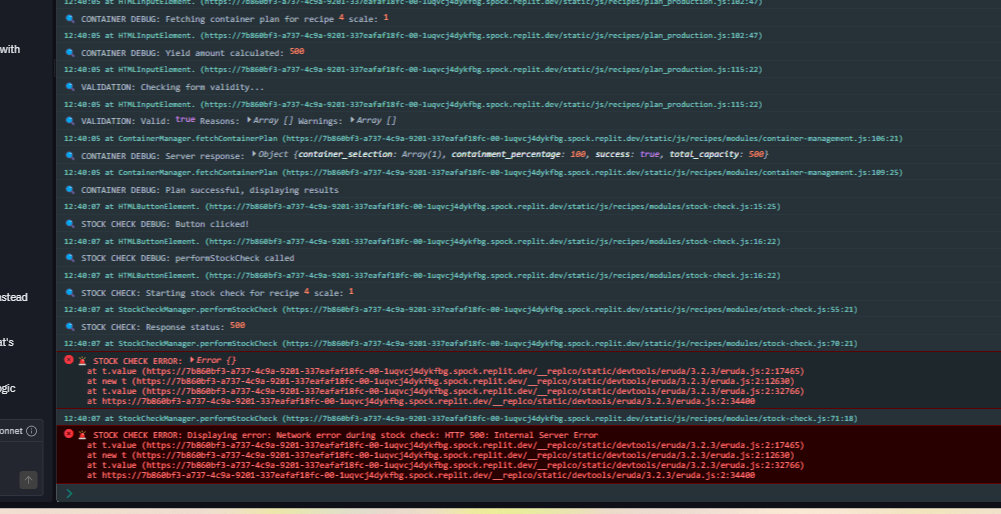 with
nstead
at's
ogic
onnet
12:40:05 at HTMLInputElement. (https://7b860bf3-a737-4c9a-9201-337eafaf18fc-00-1uqvcj4dykfbg.spock.replit.dev/static/js/recipes/plan_production.js:102:47)
CONTAINER DEBUG: Fetching container plan for recipe 4 scale: 1
12:40:05 at HTMLInputElement. (https://7b860bf3-a737-4c9a-9201-337eafaf18fc-00-1uqvcj4dykfbg.spock.replit.dev/static/js/recipes/plan_production.js:102:47)
CONTAINER DEBUG: Yield amount calculated: 500
12:40:05 at HTMLInputElement. (https://7b860bf3-a737-4c9a-9201-337eafaf18fc-00-1uqvcj4dykfbg.spock.replit.dev/static/js/recipes/plan_production.js:115:22)
VALIDATION: Checking form validity...
12:40:05 at HTMLInputElement. (https://7b860bf3-a737-4c9a-9201-337eafaf18fc-00-1uqvcj4dykfbg.spock.replit.dev/static/js/recipes/plan_production.js:115:22)
VALIDATION: Valid: true Reasons: ▶Array [] Warnings: ▶Array []
12:40:05 at ContainerManager.fetchContainerPlan (https://7b860bf3-a737-4c9a-9201-337eafaf18fc-00-1uqvcj4dykfbg.spock.replit.dev/static/js/recipes/modules/container-management.js:106:21)
CONTAINER DEBUG: Server response: ▶Object {container_selection: Array(1), containment_percentage: 100, success: true, total_capacity: 500}
12:40:05 at ContainerManager.fetchContainerPlan (https://7b860bf3-a737-4c9a-9201-337eafaf18fc-00-1uqvcj4dykfbg.spock.replit.dev/static/js/recipes/modules/container-management.js:109:25)
CONTAINER DEBUG: Plan successful, displaying results
12:40:07 at HTMLButtonElement. (https://7b860bf3-a737-4c9a-9201-337eafaf18fc-00-1uqvcj4dykfbg.spock.replit.dev/static/js/recipes/modules/stock-check.js:15:25)
STOCK CHECK DEBUG: Button clicked!
12:40:07 at HTMLButtonElement. (https://7b860bf3-a737-4c9a-9201-337eafaf18fc-00-1uqvcj4dykfbg.spock.replit.dev/static/js/recipes/modules/stock-check.js:16:22)
STOCK CHECK DEBUG: performStockCheck called
12:40:07 at HTMLButtonElement. (https://7b860bf3-a737-4c9a-9201-337eafaf18fc-00-1uqvcj4dykfbg.spock.replit.dev/static/js/recipes/modules/stock-check.js:16:22)
STOCK CHECK: Starting stock check for recipe 4 scale: 1
12:40:07 at StockCheckManager.performStockCheck (https://7b860bf3-a737-4c9a-9201-337eafaf18fc-00-1uqvcj4dykfbg.spock.replit.dev/static/js/recipes/modules/stock-check.js:55:21)
STOCK CHECK: Response status: 500
12:40:07 at StockCheckManager.performStockCheck (https://7b860bf3-a737-4c9a-9201-337eafaf18fc-00-1uqvcj4dykfbg.spock.replit.dev/static/js/recipes/modules/stock-check.js:70:21)
STOCK CHECK ERROR: ▶Error {}
at t.value (https://7b860bf3-a737-4c9a-9201-337eafaf18fc-00-1uqvcj4dykfbg.spock.replit.dev/__replco/static/devtools/eruda/3.2.3/eruda.js:2:17465)
at new t (https://7b860bf3-a737-4c9a-9201-337eafaf18fc-00-1uqvcj4dykfbg.spock.replit.dev/__replco/static/devtools/eruda/3.2.3/eruda.js:2:12630)
at t.value (https://7b860bf3-a737-4c9a-9201-337eafaf18fc-00-1uqvcj4dykfbg.spock.replit.dev/__replco/static/devtools/eruda/3.2.3/eruda.js:2:32766)
at https://7b860bf3-a737-4c9a-9201-337eafaf18fc-00-1uqvcj4dykfbg.spock.replit.dev/__replco/static/devtools/eruda/3.2.3/eruda.js:2:34400
12:40:07 at StockCheckManager.performStockCheck (https://7b860bf3-a737-4c9a-9201-337eafaf18fc-00-1uqvcj4dykfbg.spock.replit.dev/static/js/recipes/modules/stock-check.js:71:18)
STOCK CHECK ERROR: Displaying error: Network error during stock check: HTTP 500: Internal Server Error
at t.value (https://7b860bf3-a737-4c9a-9201-337eafaf18fc-00-1uqvcj4dykfbg.spock.replit.dev/__replco/static/devtools/eruda/3.2.3/eruda.js:2:17465)
at new t (https://7b860bf3-a737-4c9a-9201-337eafaf18fc-00-1uqvcj4dykfbg.spock.replit.dev/__replco/static/devtools/eruda/3.2.3/eruda.js:2:12630)
at t.value (https://7b860bf3-a737-4c9a-9201-337eafaf18fc-00-1uqvcj4dykfbg.spock.replit.dev/__replco/static/devtools/eruda/3.2.3/eruda.js:2:32766)
at https://7b860bf3-a737-4c9a-9201-337eafaf18fc-00-1uqvcj4dykfbg.spock.replit.dev/__replco/static/devtools/eruda/3.2.3/eruda.js:2:34400